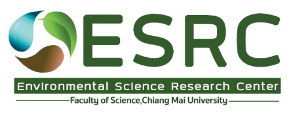 ESRC
Environmental Science Research Center
Faculty of Science,Chiang Mai University